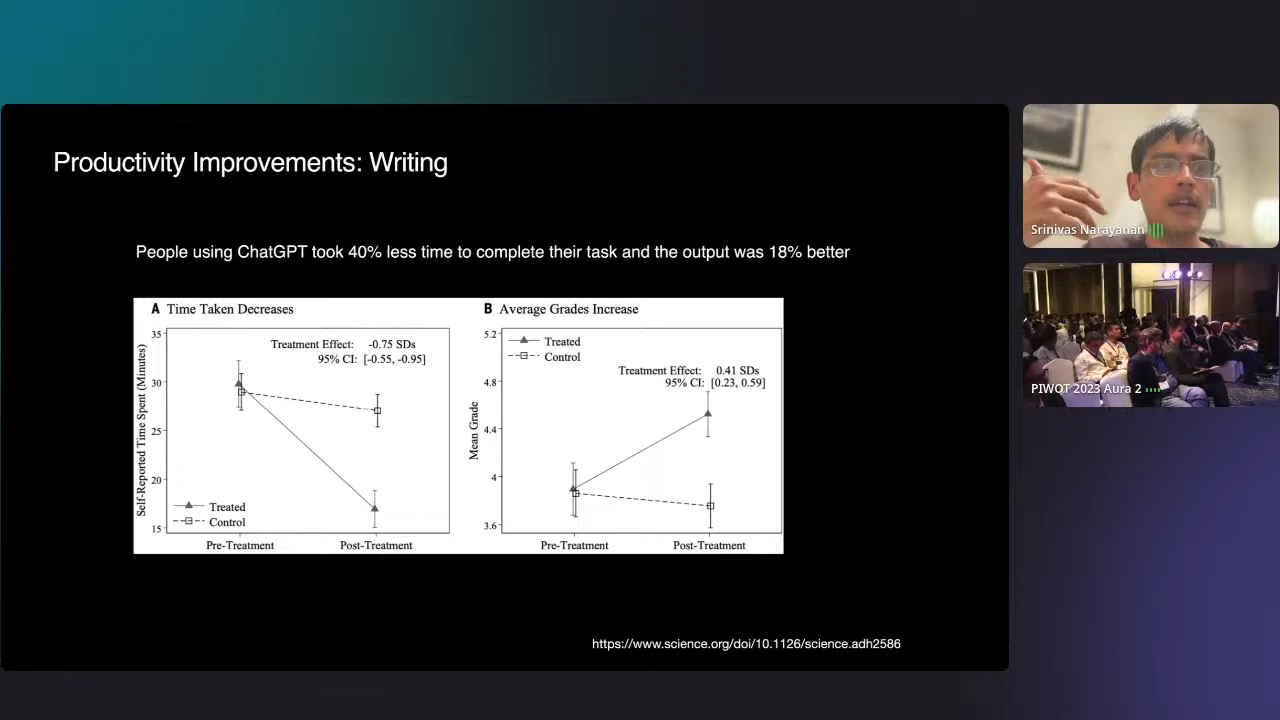 Productivity Improvements: Writing
People using ChatGPT took 40% less time to complete their task and the output was 18% better
A Time Taken Decreases
Self-Reported Time Spent (Minutes)
35
30
25
20
15
Treatment Effect: -0.75 SDs
95% CI: [-0.55, -0.95]
Treated
Control
Pre-Treatment
Post-Treatment
B Average Grades Increase
Mean Grade
5.2
4.8
4.4
4
3.6
Treated
Control
Treatment Effect: 0.41 SDs
95% CI: [0.23, 0.59]
Pre-Treatment
Post-Treatment
https://www.science.org/doi/10.1126/science.adh2586
Srinivas Narayanan
PIWOT 2023 Aura 2